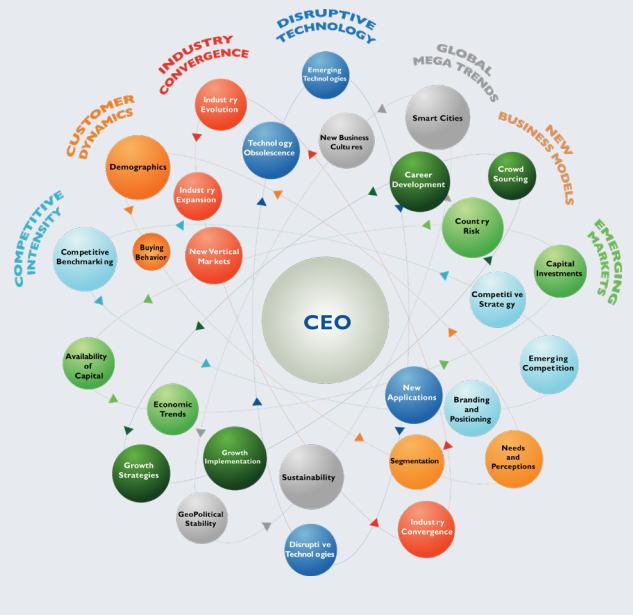 DISRUPTIVE
TECHNOLOGY
INDUSTRY
CONVERGENCE
GLOBAL
MEGA TRENDS
CUSTOMER
DYNAMICS
NEW
BUSINESS MODELS
COMPETITIVE
INTENSITY
EMERGING
MARKETS
Emerging
Technologies
Industry
Evolution
Smart Cities
Technology
Obsolescence
New Business
Cultures
Demographics
Career
Development
Crowd
Sourcing
Industry
Expansion
Country
Risk
Buying
Behavior
New Vertical
Markets
Competitive
Benchmarking
Capital
Investments
Competitive
Strategy
CEO
Availability
of
Capital
Emerging
Competition
New
Applications
Economic
Trends
Branding
and
Positioning
Growth
Implementation
Segmentation
Needs
and
Perceptions
Growth
Strategies
Sustainability
GeoPolitical
Stability
Industry
Convergence
Disruptive
Technologies